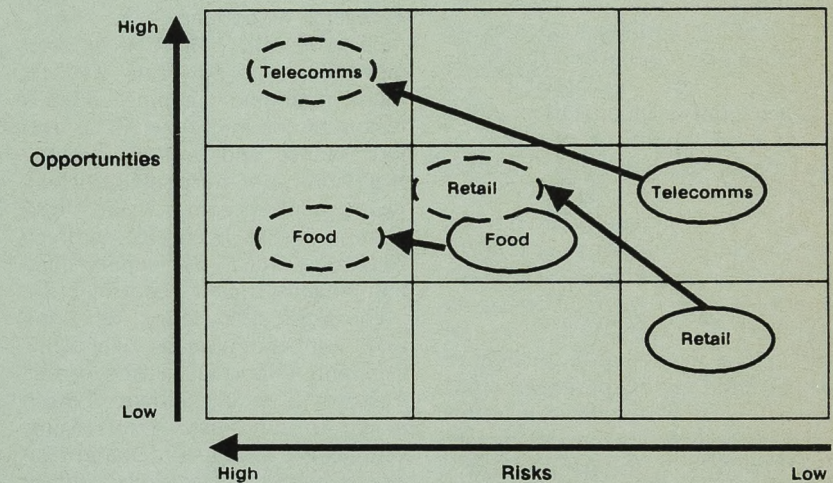 High
Telecomms
Opportunities
Retail
Telecomms
Food
Food
Retail
Low
High
Risks
Low